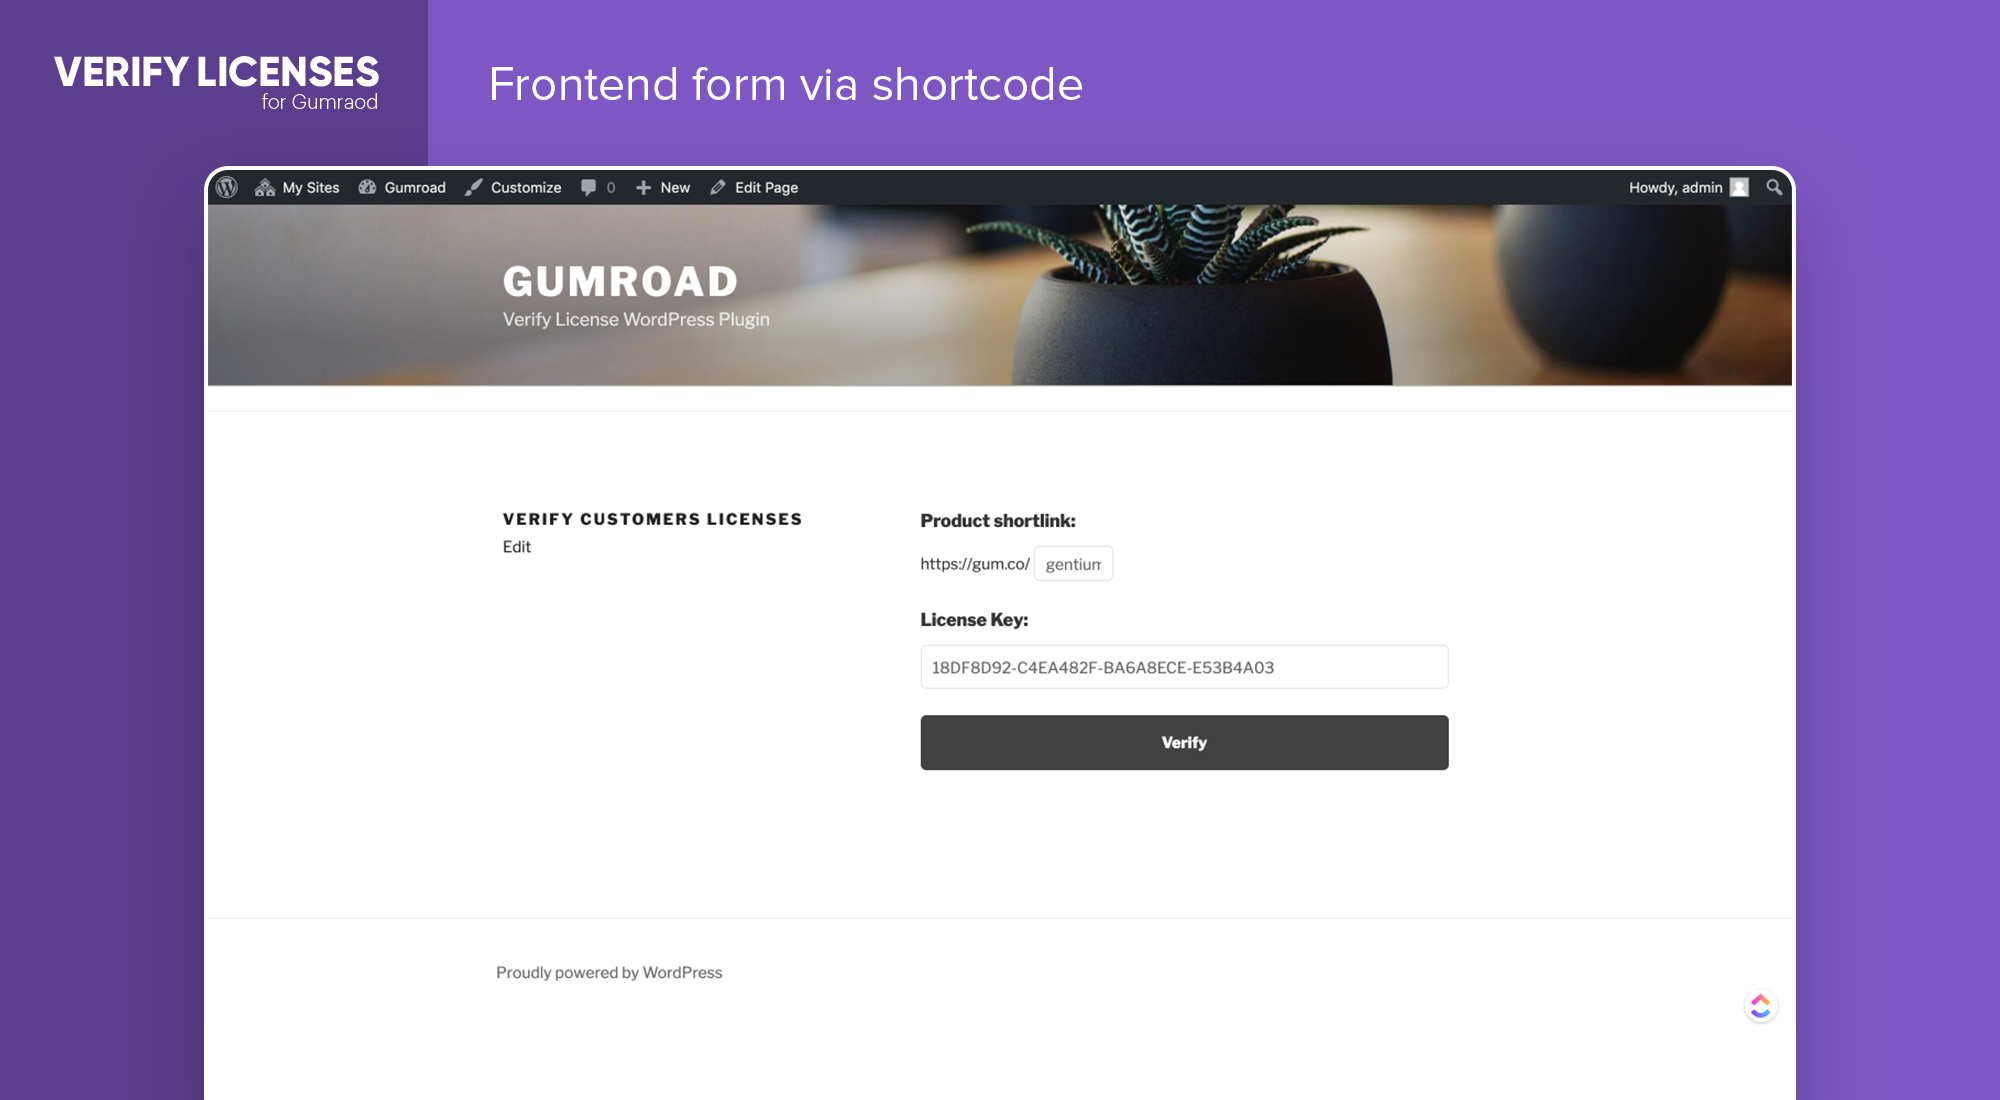 VERIFY LICENSES
for Gumraod
Frontend form via shortcode
My Sites Gumroad Customize 0 New Edit Page Howdy, admin
GUMROAD
Verify License WordPress Plugin
VERIFY CUSTOMERS LICENSES
Edit
Product shortlink:
https://gum.co/ gentium
License Key:
18DF8D92-C4EA482F-BA6A8ECE-E53B4A03
Verify
Proudly powered by WordPress